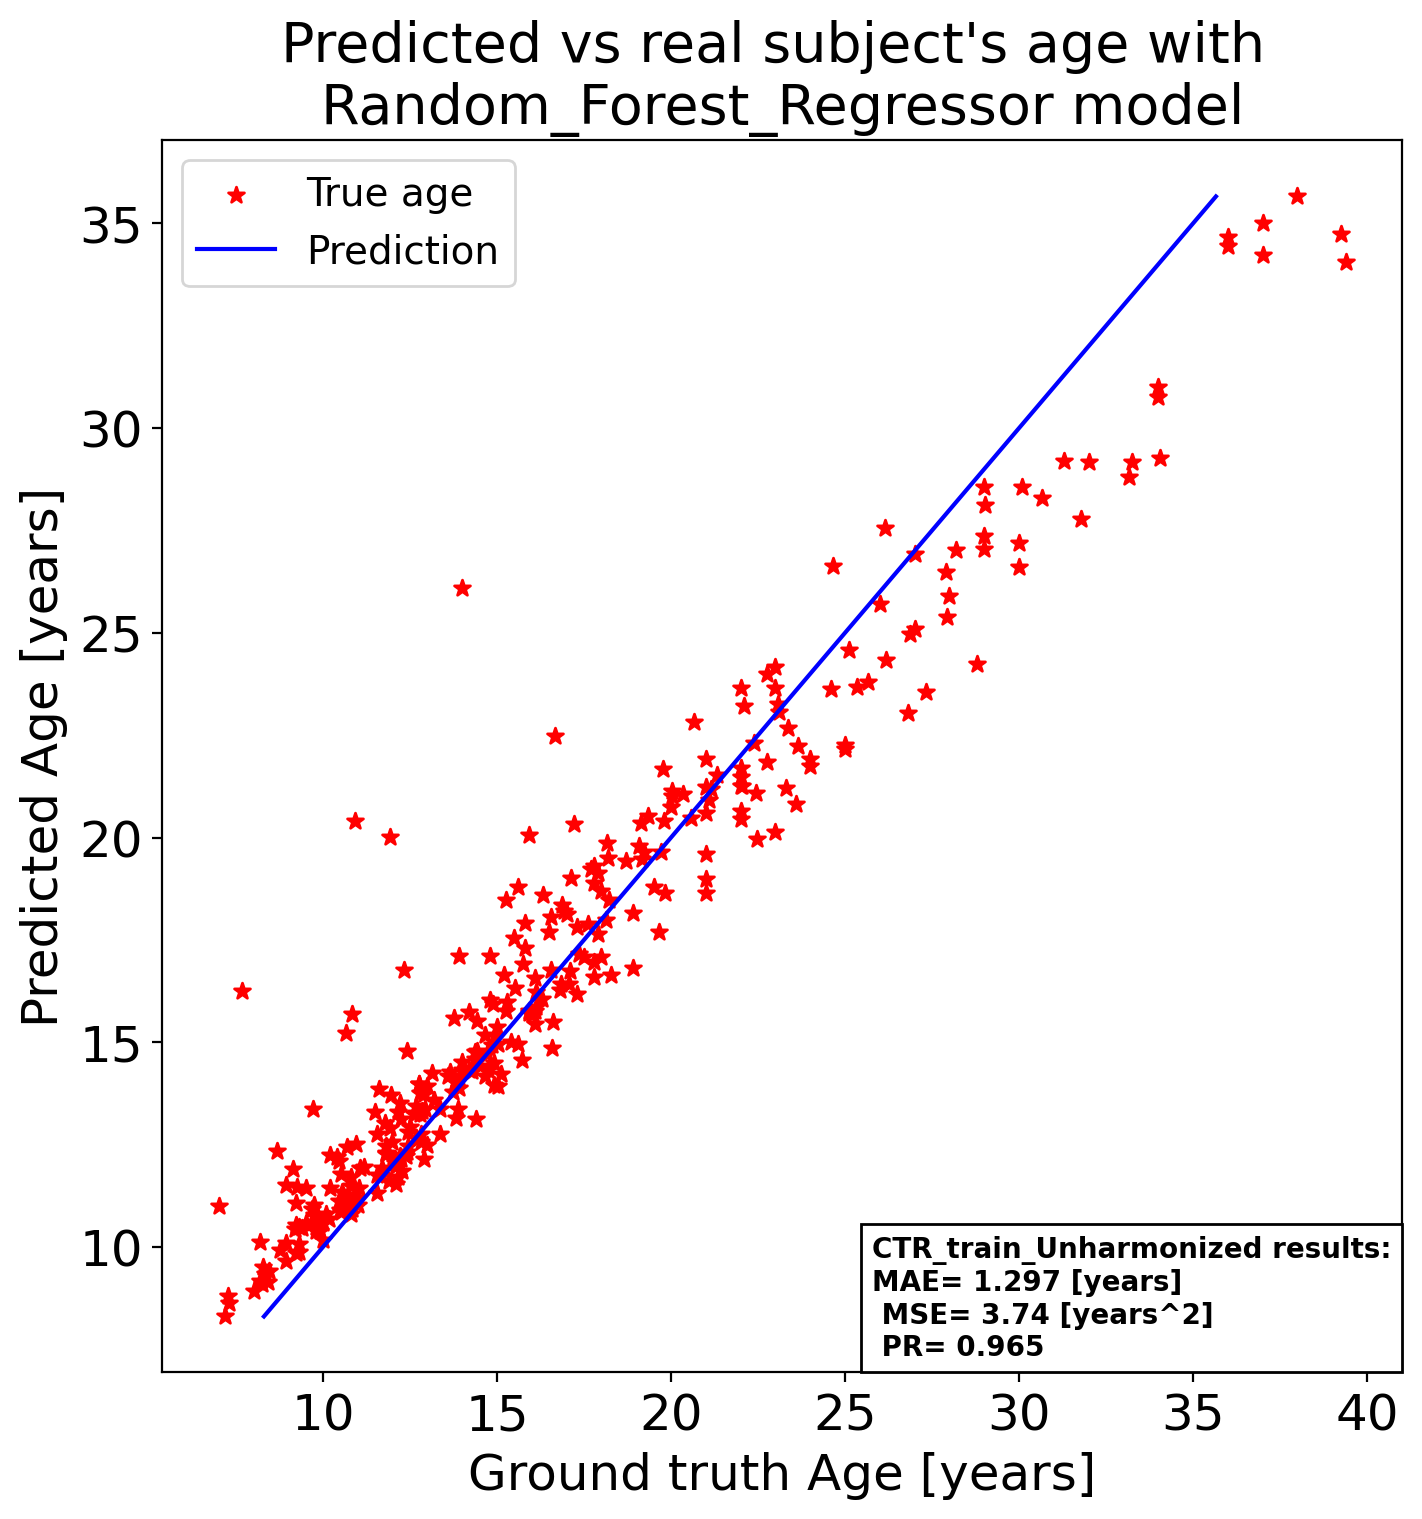 Predicted vs real subject's age with
Random_Forest_Regressor model
True age
Prediction
35
30
25
20
15
10
Predicted Age [years]
CTR_train_Unharmonized results:
MAE= 1.297 [years]
MSE= 3.74 [years^2]
PR= 0.965
10 15 20 25 30 35 40
Ground truth Age [years]